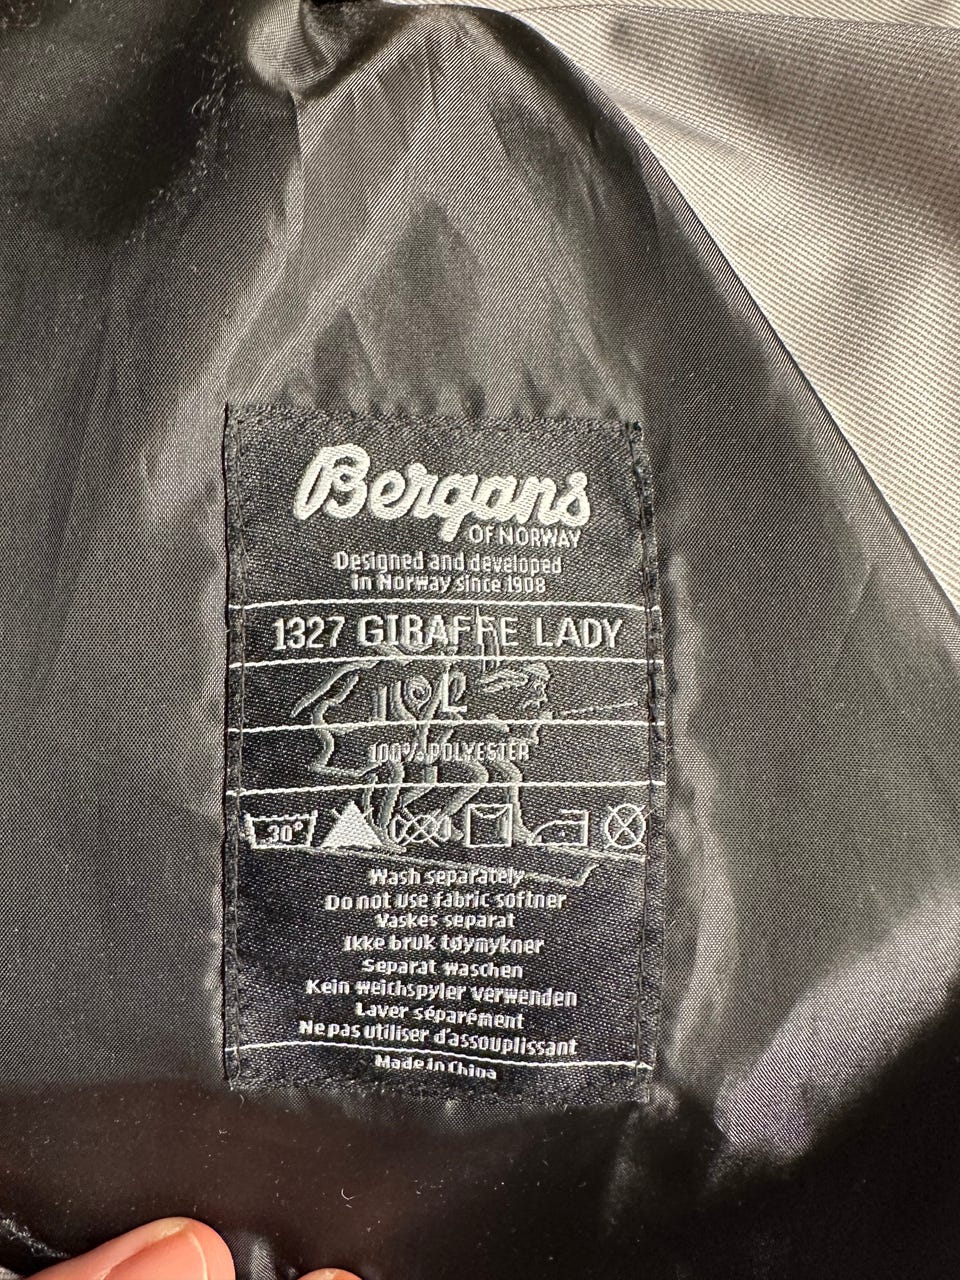 Bergans
OF NORWAY
Designed and developed
in Norway since 1908
1327 GIRAFFE LADY
L
100% POLYESTER
30°
Wash separately
Do not use fabric softner
Vaskes separat
Ikke bruk tøymykner
Separat waschen
Kein weichspyler verwenden
Laver séparément
Ne pas utiliser d'assouplissant
Made in China